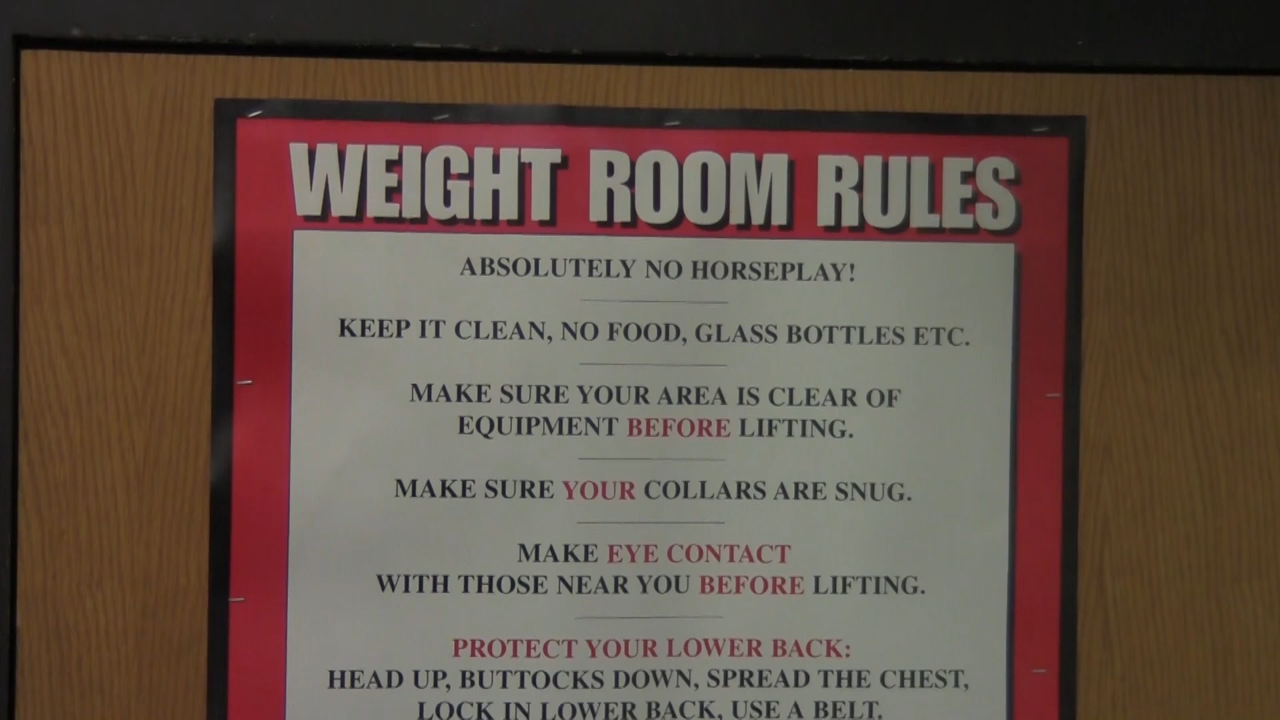 WEIGHT ROOM RULES
ABSOLUTELY NO HORSEPLAY!
KEEP IT CLEAN, NO FOOD, GLASS BOTTLES ETC.
MAKE SURE YOUR AREA IS CLEAR OF
EQUIPMENT BEFORE LIFTING.
MAKE SURE YOUR COLLARS ARE SNUG.
MAKE EYE CONTACT
WITH THOSE NEAR YOU BEFORE LIFTING.
PROTECT YOUR LOWER BACK:
HEAD UP, BUTTOCKS DOWN, SPREAD THE CHEST,
LOCK IN LOWER BACK, USE A BELT.